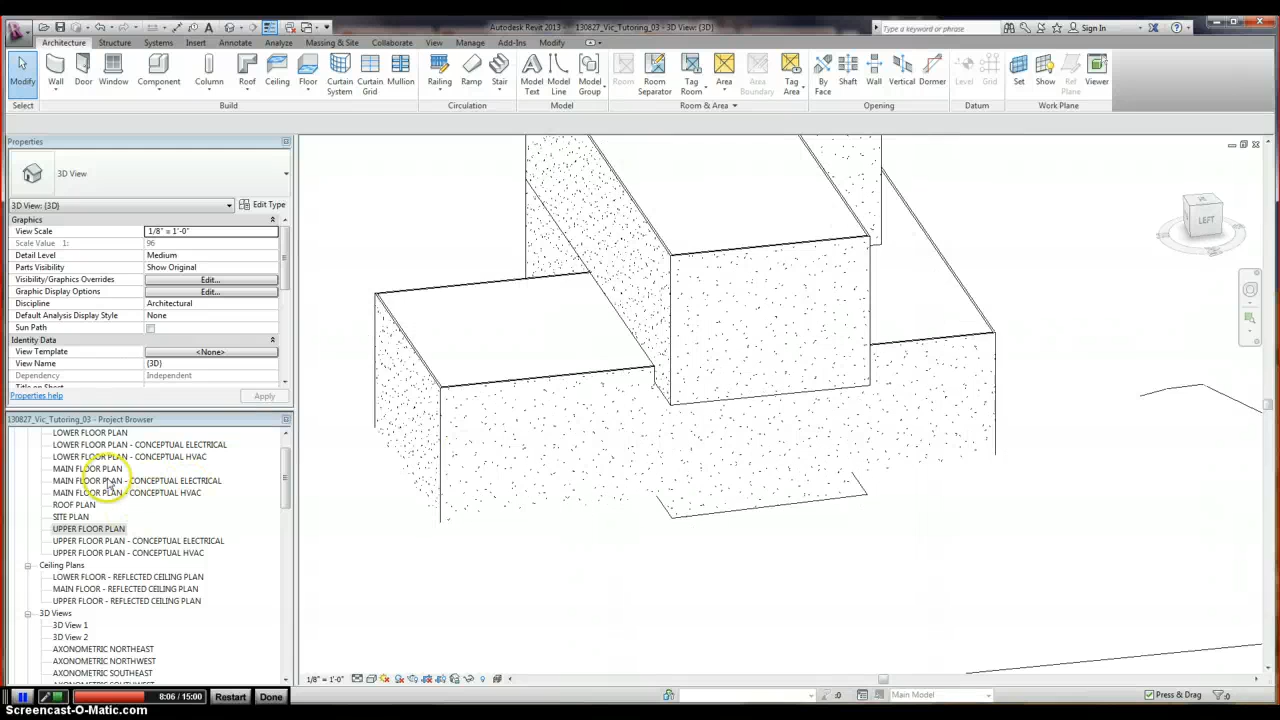 Autodesk Revit 2013 - 130827_Vic_Tutoring_03 - 3D View: {3D}
Type a keyword or phrase
Sign In
Architecture Structure Systems Insert Annotate Analyze Massing & Site Collaborate View Manage Add-Ins Modify
Modify Wall Door Window Component Column Roof Ceiling Floor Curtain System Curtain Grid Mullion Railing Ramp Stair Model Text Model Line Model Group Room Room Separator Tag Room Area Area Boundary Tag Area By Face Shaft Wall Vertical Dormer Level Grid Set Show Ref Plane Viewer
Select Build Circulation Model Room & Area Opening Datum Work Plane
Properties
3D View
3D View: {3D} Edit Type
Graphics
View Scale 1/8" = 1'-0"
Scale Value 1: 96
Detail Level Medium
Parts Visibility Show Original
Visibility/Graphics Overrides Edit...
Graphic Display Options Edit...
Discipline Architectural
Default Analysis Display Style None
Sun Path
Identity Data
View Template <None>
View Name {3D}
Dependency Independent
Title on Sheet
Properties help Apply
130827_Vic_Tutoring_03 - Project Browser
LOWER FLOOR PLAN
LOWER FLOOR PLAN - CONCEPTUAL ELECTRICAL
LOWER FLOOR PLAN - CONCEPTUAL HVAC
MAIN FLOOR PLAN
MAIN FLOOR PLAN - CONCEPTUAL ELECTRICAL
MAIN FLOOR PLAN - CONCEPTUAL HVAC
ROOF PLAN
SITE PLAN
UPPER FLOOR PLAN
UPPER FLOOR PLAN - CONCEPTUAL ELECTRICAL
UPPER FLOOR PLAN - CONCEPTUAL HVAC
Ceiling Plans
LOWER FLOOR - REFLECTED CEILING PLAN
MAIN FLOOR - REFLECTED CEILING PLAN
UPPER FLOOR - REFLECTED CEILING PLAN
3D Views
3D View 1
3D View 2
AXONOMETRIC NORTHEAST
AXONOMETRIC NORTHWEST
AXONOMETRIC SOUTHEAST
LEFT
1/8" = 1'-0"
8:06 / 15:00 Restart Done
:0 Main Model Press & Drag :0
Screencast-O-Matic.com